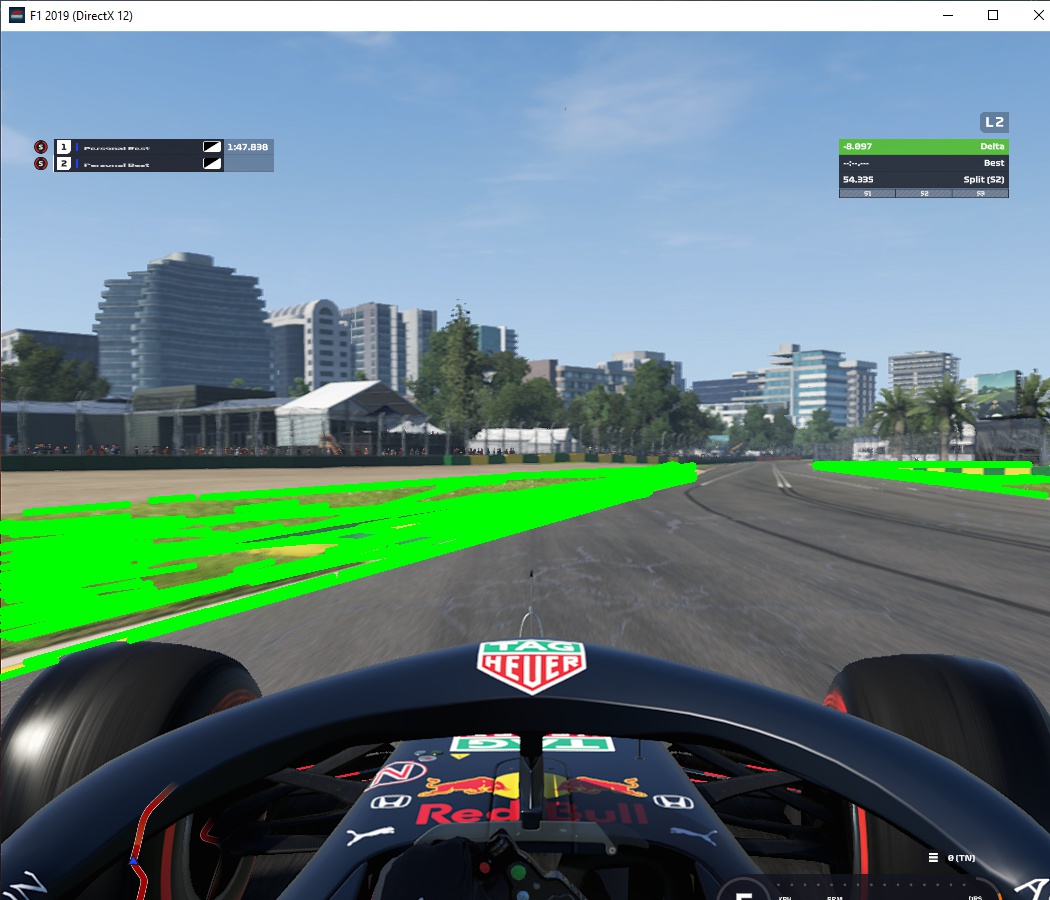 F1 2019 (DirectX 12)
L2
S 1 Personal Best 1:47.838
S 2 Personal Best
-8.097 Delta
--:--.--- Best
54.335 Split (S2)
S1 S2 S3
TAG
HEUER
TAG
Red Bull
0 (TN)